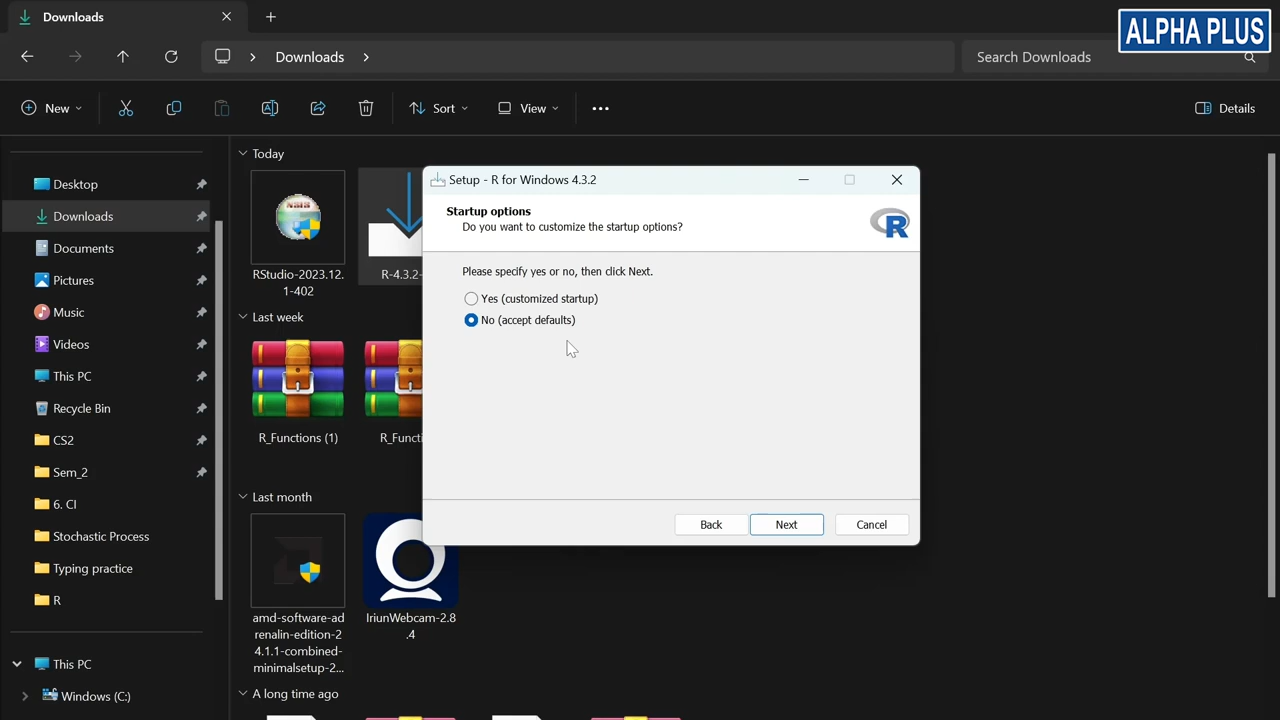 Downloads
ALPHA PLUS
Downloads
Search Downloads
New
Sort
View
Details
Desktop
Downloads
Documents
Pictures
Music
Videos
This PC
Recycle Bin
CS2
Sem_2
6. CI
Stochastic Process
Typing practice
R
This PC
Windows (C:)
Today
RStudio-2023.12.
1-402
R-4.3.2-
Last week
R_Functions (1)
R_Functi
Last month
amd-software-ad
renalin-edition-2
4.1.1-combined-
minimalsetup-2...
IriunWebcam-2.8
.4
A long time ago
Setup - R for Windows 4.3.2
Startup options
Do you want to customize the startup options?
R
Please specify yes or no, then click Next.
Yes (customized startup)
No (accept defaults)
Back
Next
Cancel